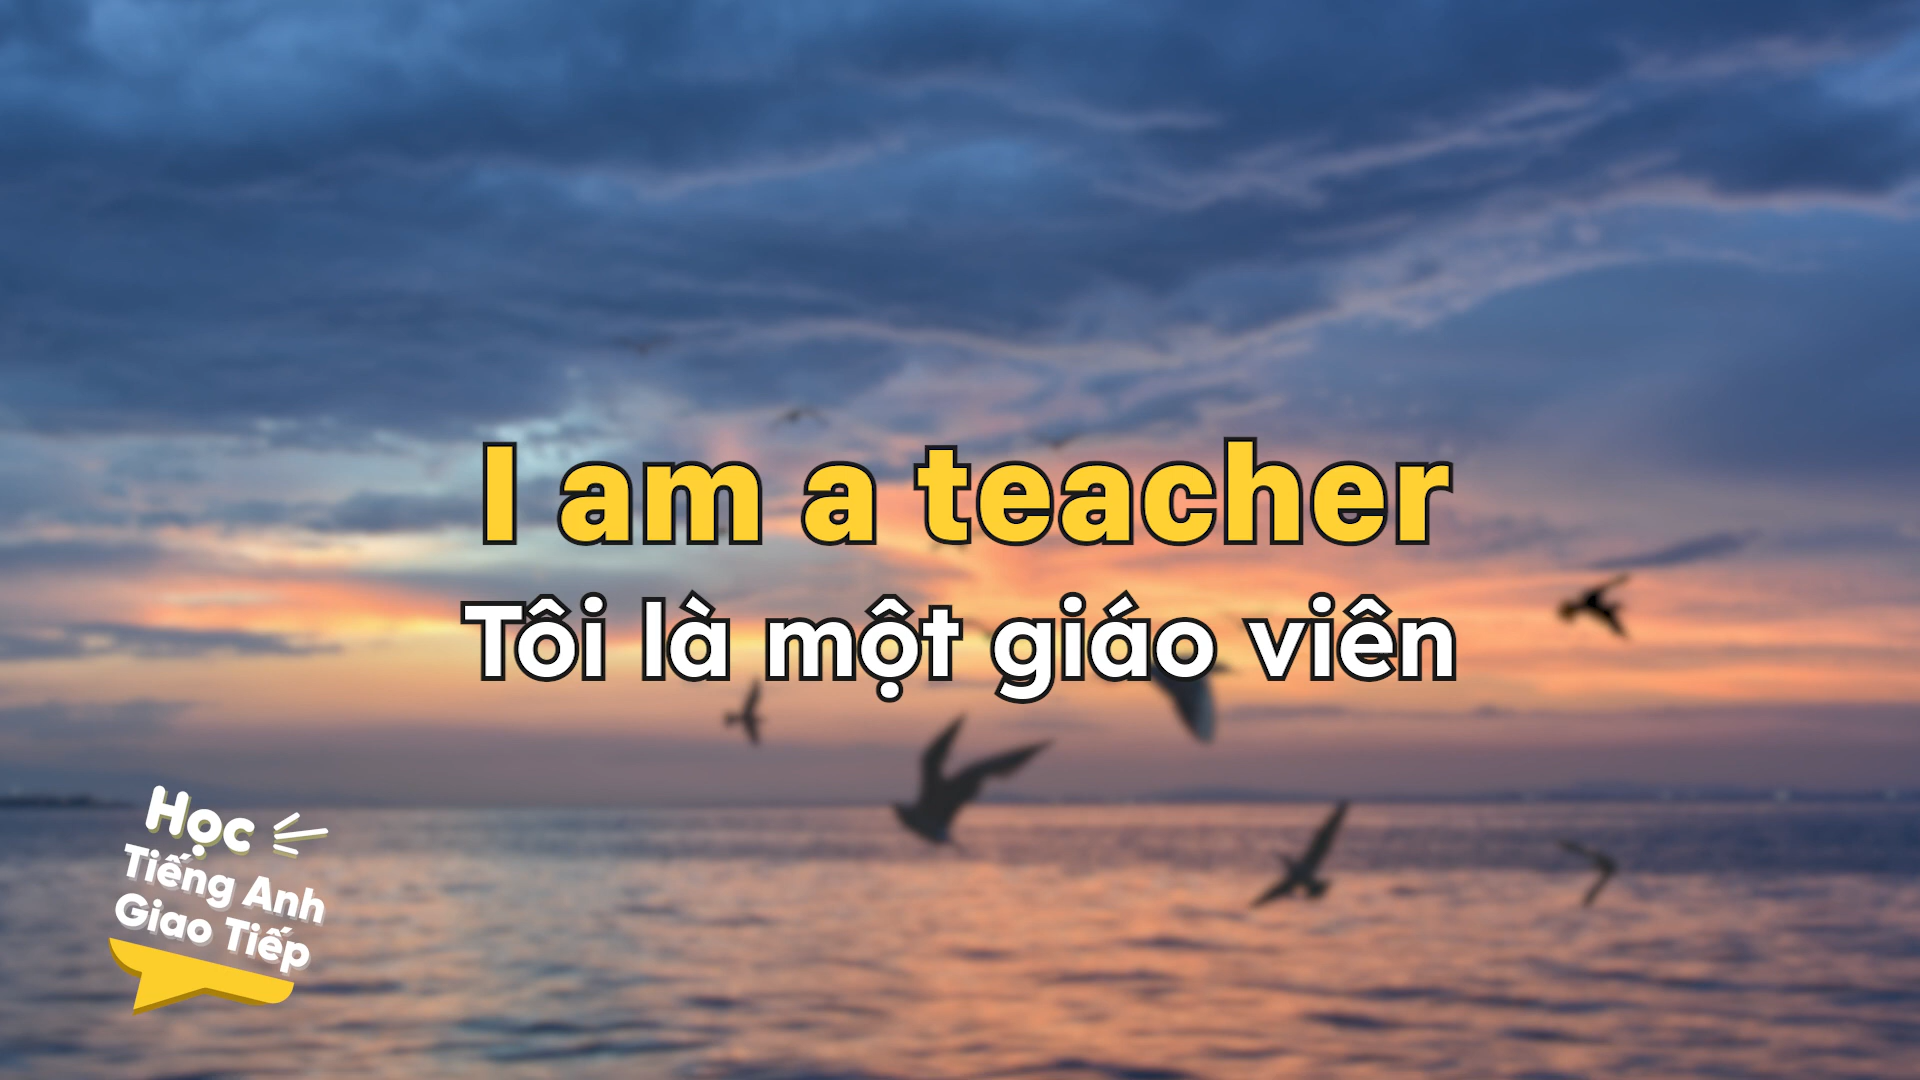 I am a teacher
Tôi là một giáo viên
Học
Tiếng Anh
Giao Tiếp